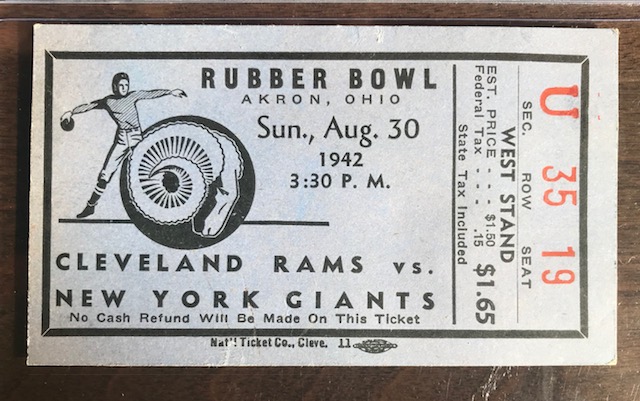 RUBBER BOWL
AKRON, OHIO
Sun., Aug. 30
1942
3:30 P. M.
CLEVELAND RAMS vs.
NEW YORK GIANTS
No Cash Refund Will Be Made On This Ticket
Nat'l Ticket Co., Cleve. 11
U 35 19
SEC. ROW SEAT
WEST STAND
EST. PRICE . . . $1.50
Federal Tax . . . .15
$1.65
State Tax Included